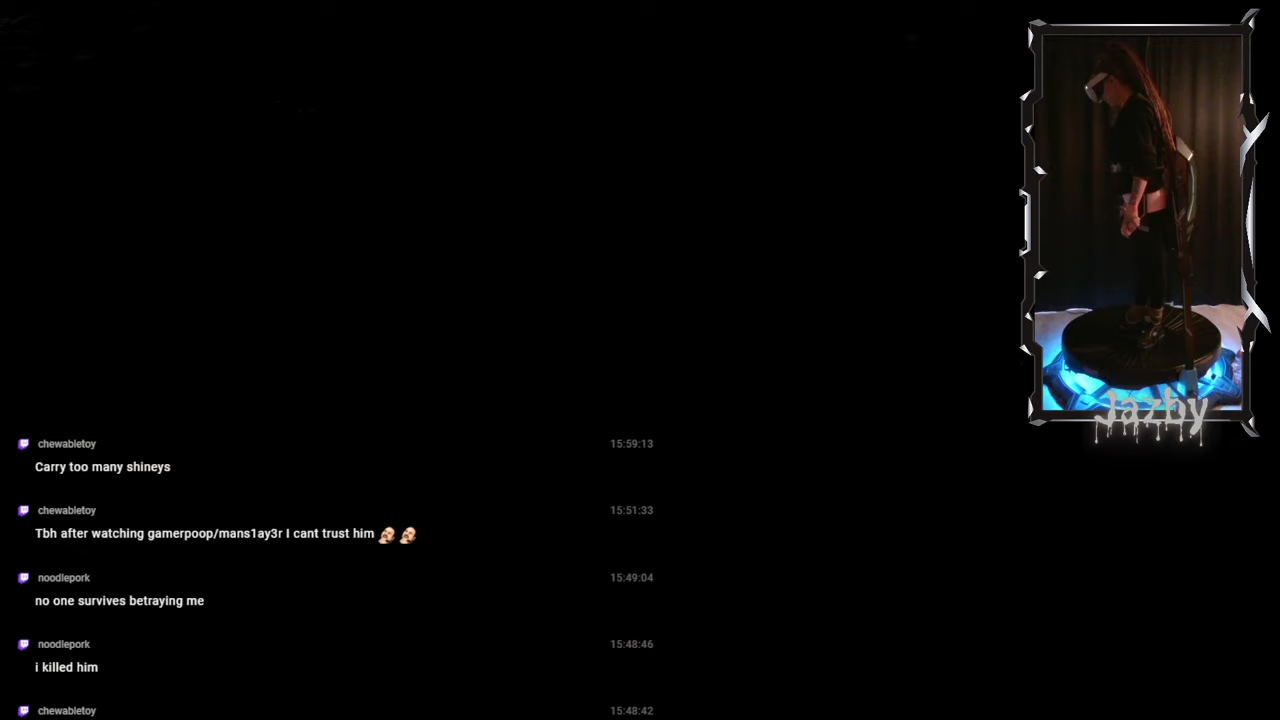 Jazby
chewabletoy 15:59:13
Carry too many shineys
chewabletoy 15:51:33
Tbh after watching gamerpoop/mans1ay3r I cant trust him
noodlepork 15:49:04
no one survives betraying me
noodlepork 15:48:46
i killed him
chewabletoy 15:48:42